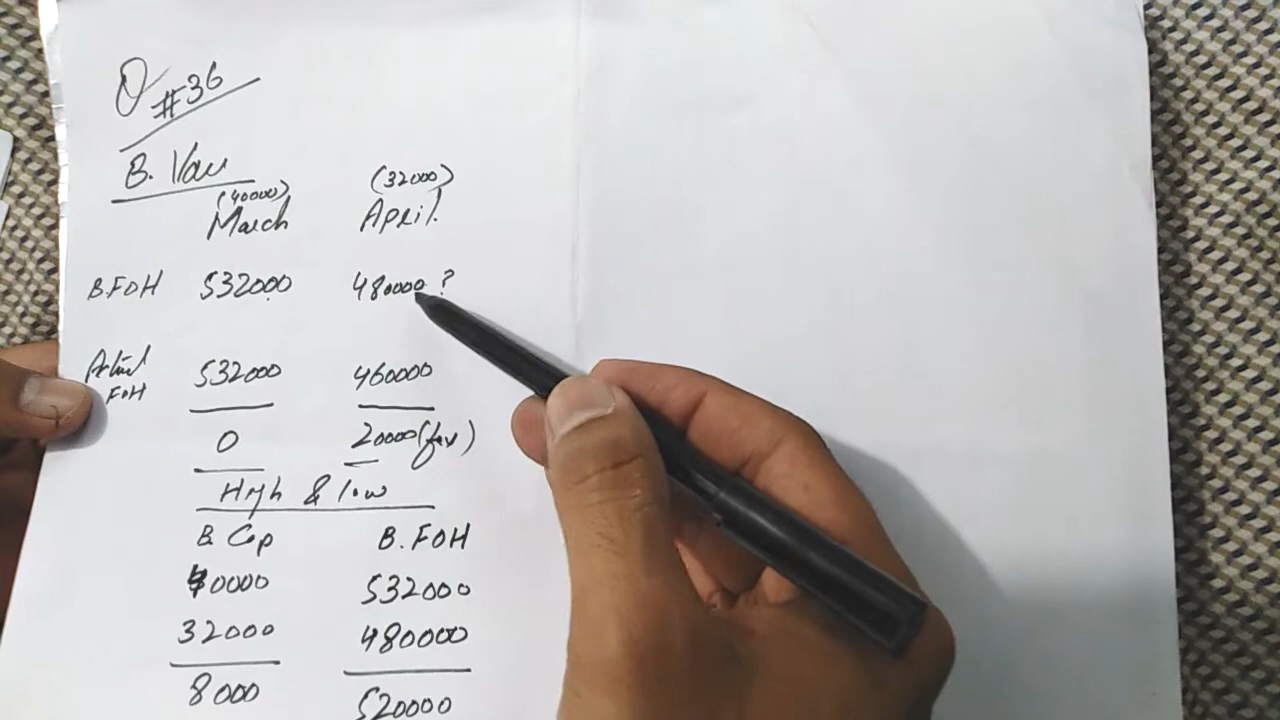 Q #36
B. Var
(40000) (32000)
March April.
B.FOH 532000 480000 ?
Actual FOH 532000 460000
0 20000 (fav)
High & low
B. Cap B. FOH
40000 532000
32000 480000
8000 520000